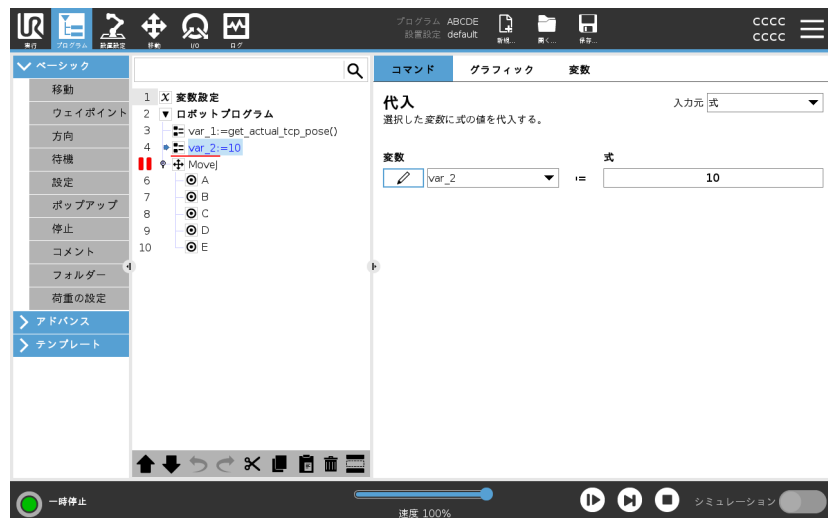 UR
実行
プログラム
設置設定
移動
I/O
ログ
プログラム ABCDE
設置設定 default
新規...
開く...
保存...
CCCC
CCCC
ベーシック
移動
ウェイポイント
方向
待機
設定
ポップアップ
停止
コメント
フォルダー
荷重の設定
アドバンス
テンプレート
1 X 変数設定
2 ▼ ロボットプログラム
3 var_1:=get_actual_tcp_pose()
4 var_2:=10
MoveJ
6 A
7 B
8 C
9 D
10 E
コマンド グラフィック 変数
代入
入力元 式
選択した変数に式の値を代入する。
変数 式
var_2 := 10
一時停止
速度 100%
シミュレーション